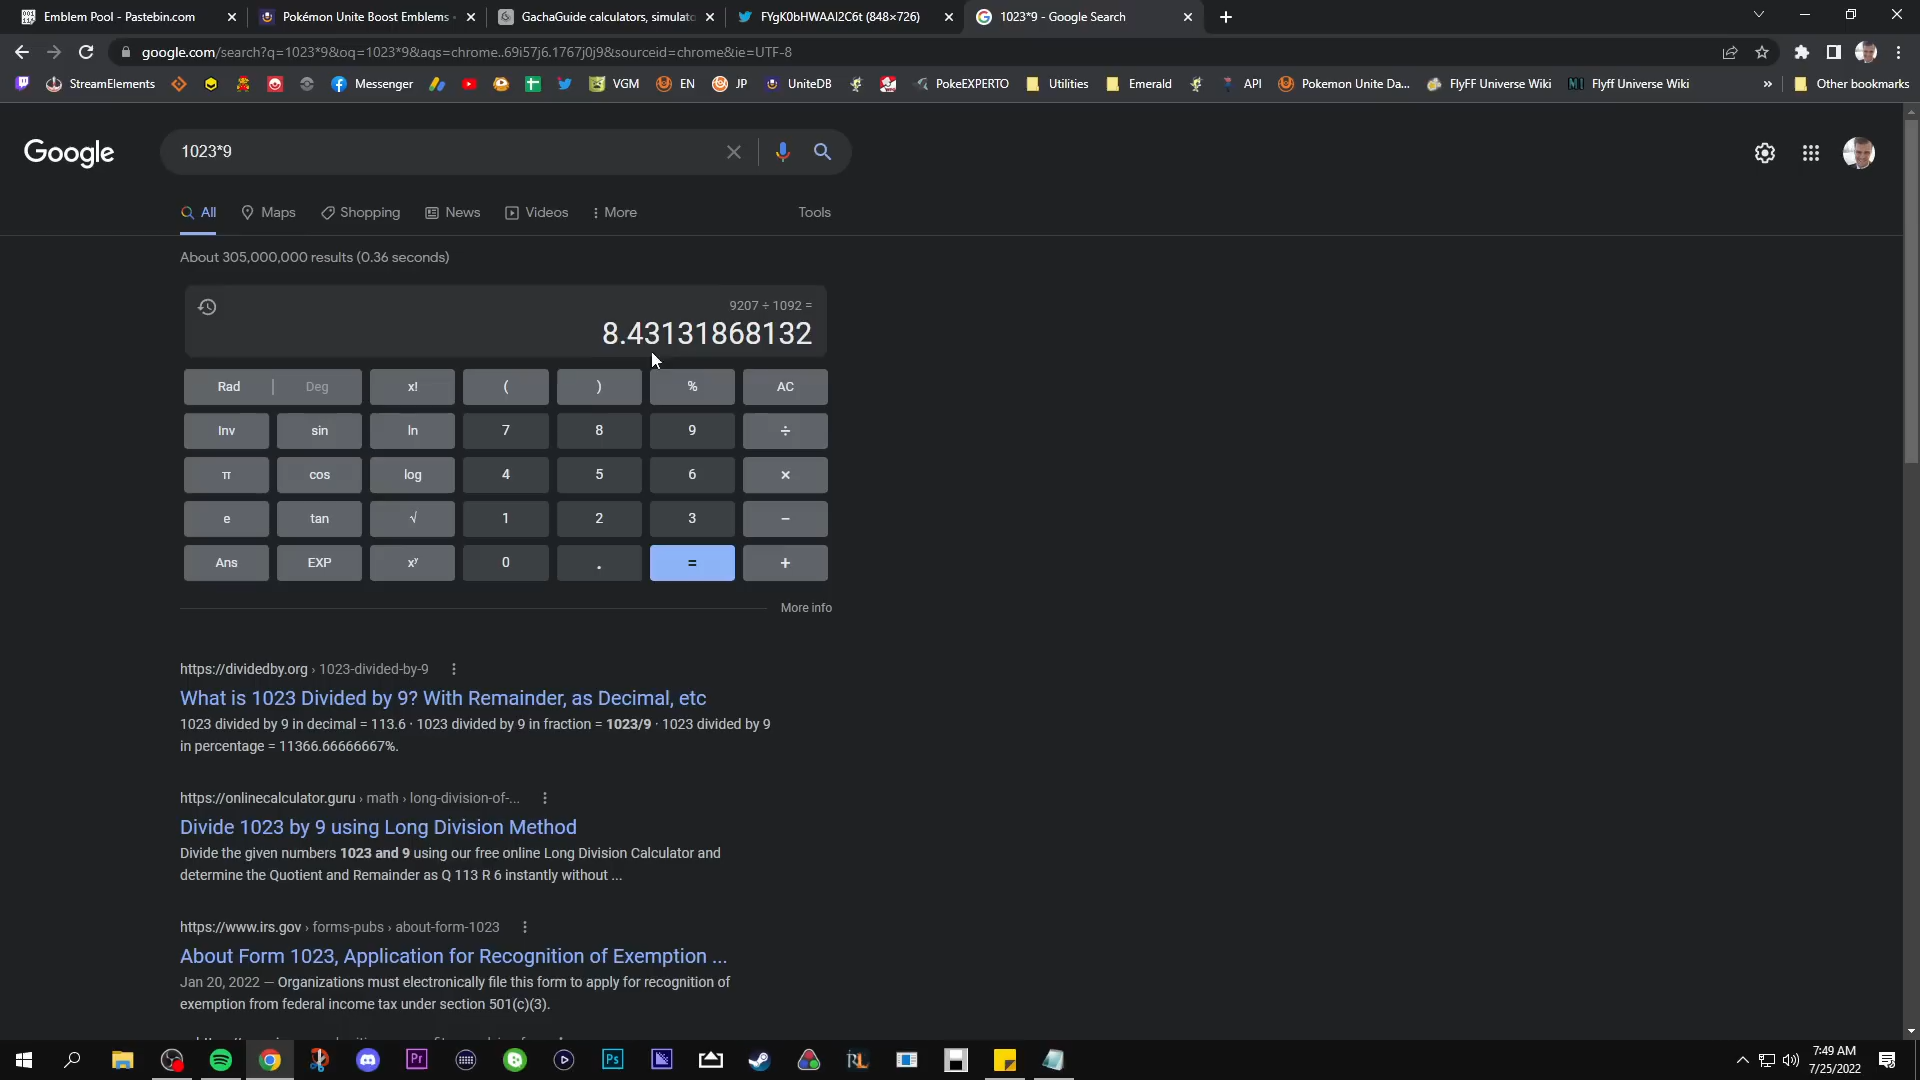 Emblem Pool - Pastebin.com
Pokémon Unite Boost Emblems -
GachaGuide calculators, simulato
FYgK0bHWAAI2C6t (848×726)
1023*9 - Google Search
google.com/search?q=1023*9&oq=1023*9&aqs=chrome..69i57j6.1767j0j9&sourceid=chrome&ie=UTF-8
StreamElements
Messenger
VGM
EN
JP
UniteDB
PokeEXPERTO
Utilities
Emerald
API
Pokemon Unite Da...
FlyFF Universe Wiki
Flyff Universe Wiki
»
Other bookmarks
Google
1023*9
All
Maps
Shopping
News
Videos
More
Tools
About 305,000,000 results (0.36 seconds)
9207 ÷ 1092 =
8.43131868132
Rad | Deg
x!
(
)
%
AC
Inv
sin
ln
7
8
9
÷
π
cos
log
4
5
6
×
e
tan
√
1
2
3
−
Ans
EXP
xʸ
0
.
=
+
More info
https://dividedby.org › 1023-divided-by-9
What is 1023 Divided by 9? With Remainder, as Decimal, etc
1023 divided by 9 in decimal = 113.6 · 1023 divided by 9 in fraction = 1023/9 · 1023 divided by 9
in percentage = 11366.66666667%.
https://onlinecalculator.guru › math › long-division-of-...
Divide 1023 by 9 using Long Division Method
Divide the given numbers 1023 and 9 using our free online Long Division Calculator and
determine the Quotient and Remainder as Q 113 R 6 instantly without ...
https://www.irs.gov › forms-pubs › about-form-1023
About Form 1023, Application for Recognition of Exemption ...
Jan 20, 2022 — Organizations must electronically file this form to apply for recognition of
exemption from federal income tax under section 501(c)(3).
Pr
Ps
RL
7:49 AM
7/25/2022